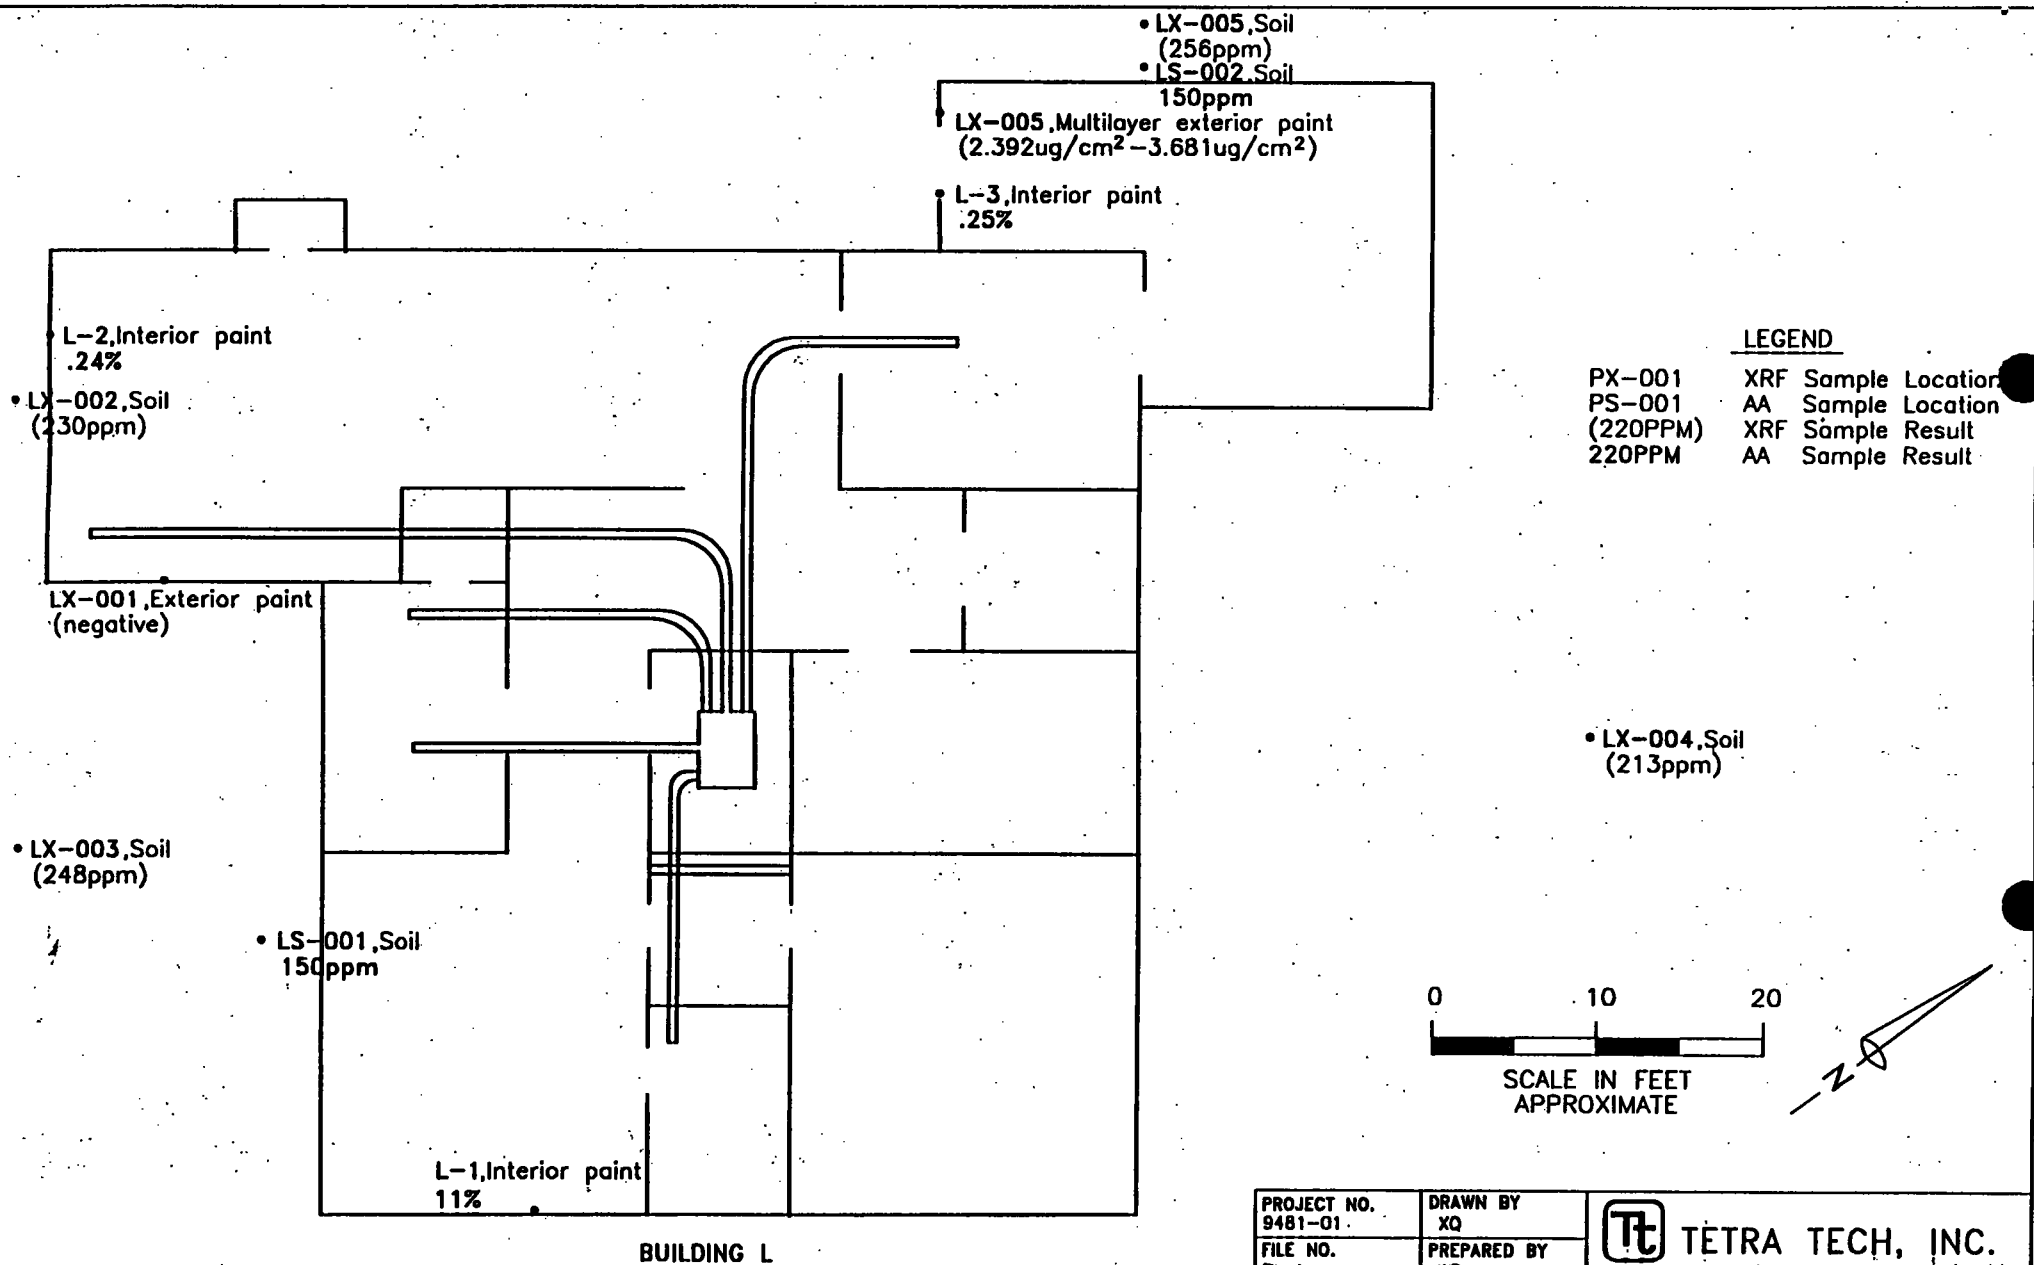 LX-005,Soil
(256ppm)
LS-002,Soil
150ppm
LX-005,Multilayer exterior paint
(2.392ug/cm²-3.681ug/cm²)
L-3,Interior paint
.25%
L-2,Interior paint
.24%
LX-002,Soil
(230ppm)
LX-001,Exterior paint
(negative)
LX-003,Soil
(248ppm)
LS-001,Soil
150ppm
L-1,Interior paint
11%
BUILDING L
LEGEND
PX-001 XRF Sample Location
PS-001 AA Sample Location
(220PPM) XRF Sample Result
220PPM AA Sample Result
LX-004,Soil
(213ppm)
0 10 20
SCALE IN FEET
APPROXIMATE
N
PROJECT NO.
9481-01
DRAWN BY
XQ
FILE NO.
PREPARED BY
Tt TETRA TECH, INC.